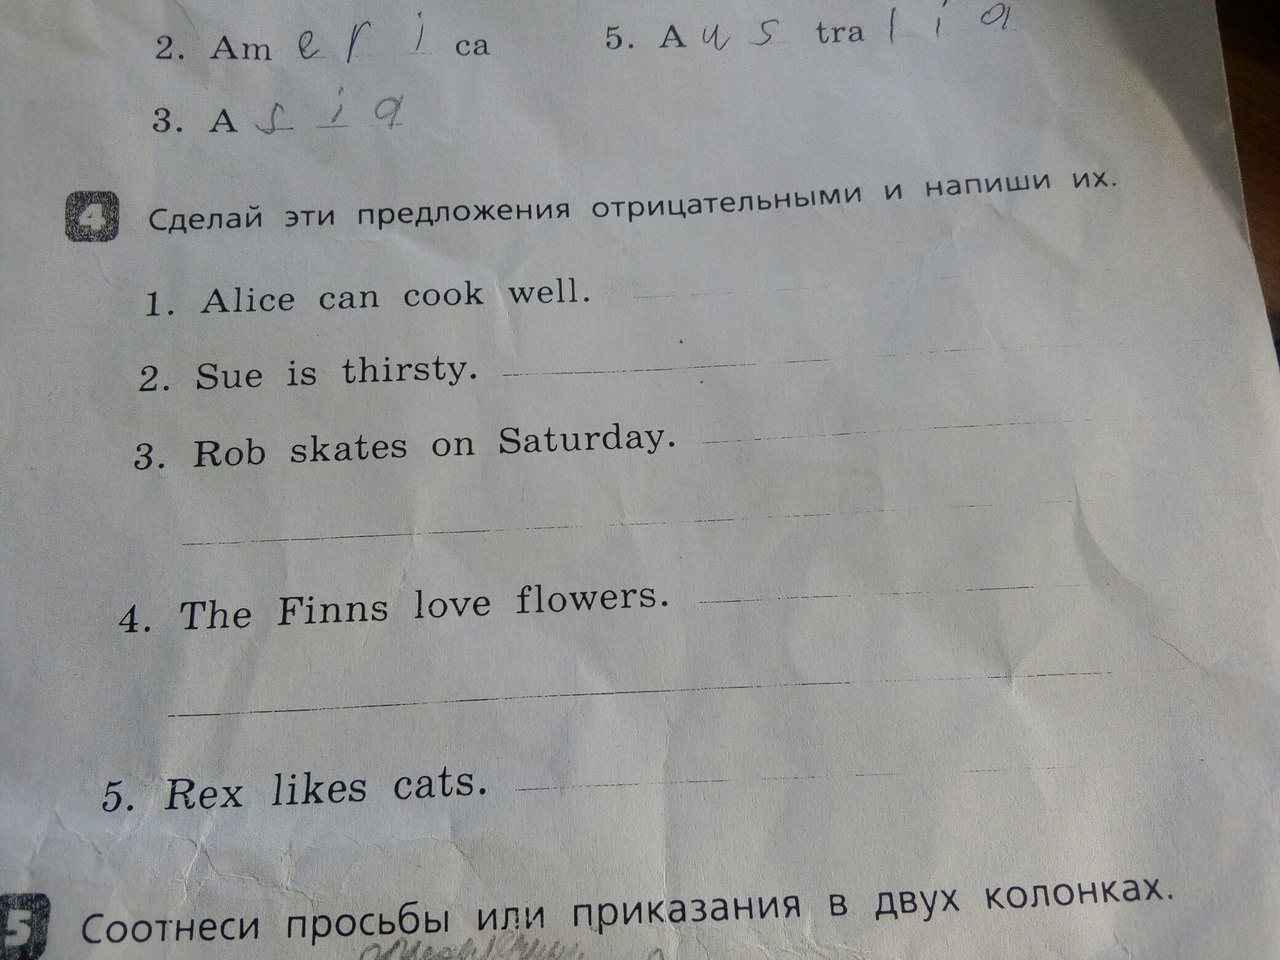 2. America 5. Australia
3. Asia
4 Сделай эти предложения отрицательными и напиши их.
1. Alice can cook well.
2. Sue is thirsty.
3. Rob skates on Saturday.
4. The Finns love flowers.
5. Rex likes cats.
5 Соотнеси просьбы или приказания в двух колонках.